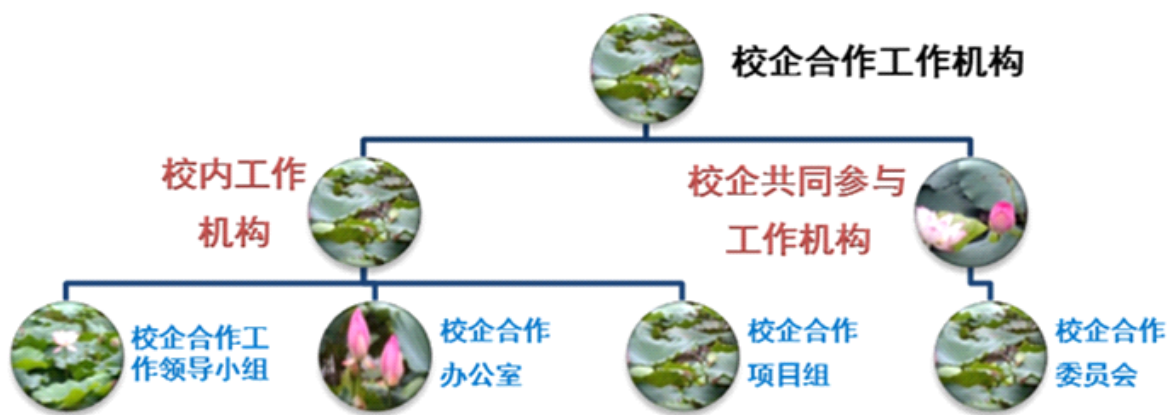 校企合作工作机构
校内工作
机构
校企共同参与
工作机构
校企合作工
作领导小组
校企合作
办公室
校企合作
项目组
校企合作
委员会